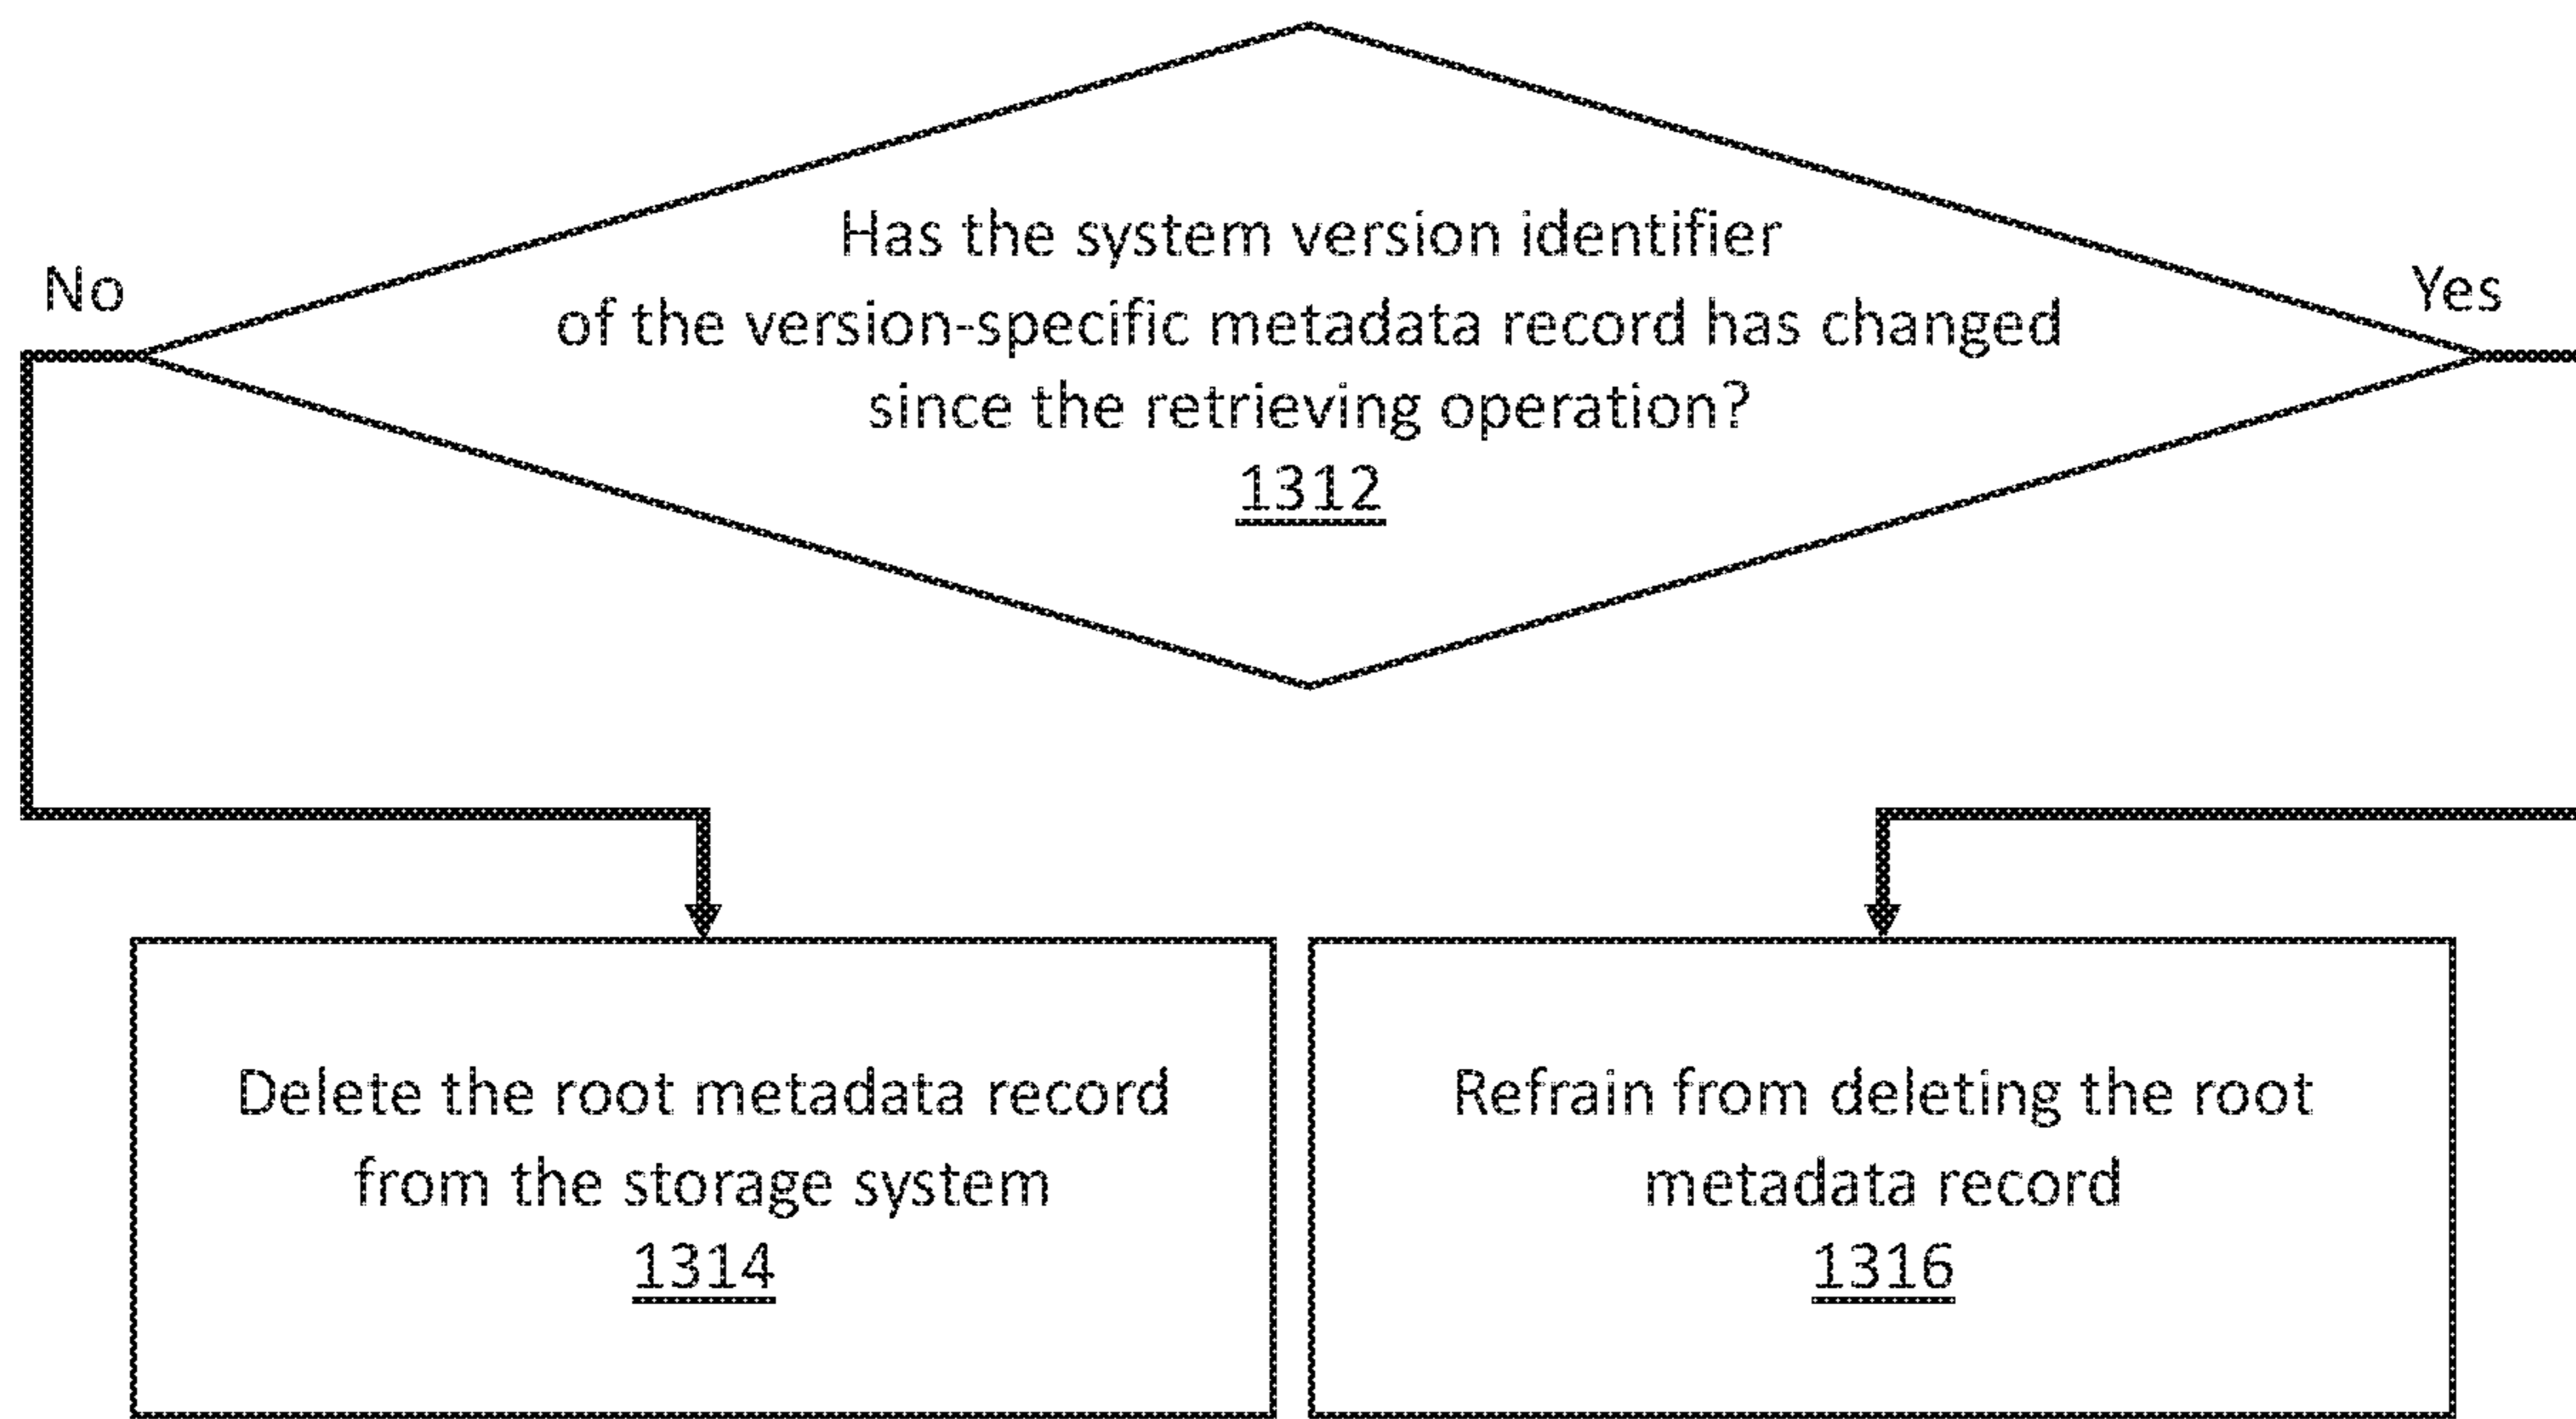 Has the system version identifier
No
Yes
of the version-specific metadata record has changed
since the retrieving operation?
1312
Delete the root metadata record
from the storage system
1314
Refrain from deleting the root
metadata record
1316